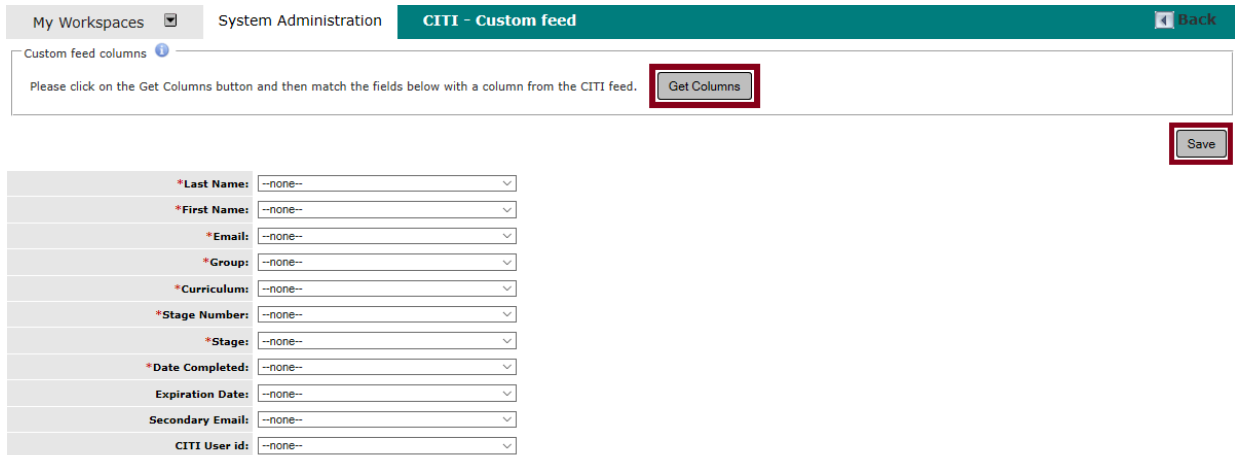 My Workspaces System Administration CITI - Custom feed Back
Custom feed columns
Please click on the Get Columns button and then match the fields below with a column from the CITI feed. Get Columns
Save
*Last Name: --none--
*First Name: --none--
*Email: --none--
*Group: --none--
*Curriculum: --none--
*Stage Number: --none--
*Stage: --none--
*Date Completed: --none--
Expiration Date: --none--
Secondary Email: --none--
CITI User id: --none--